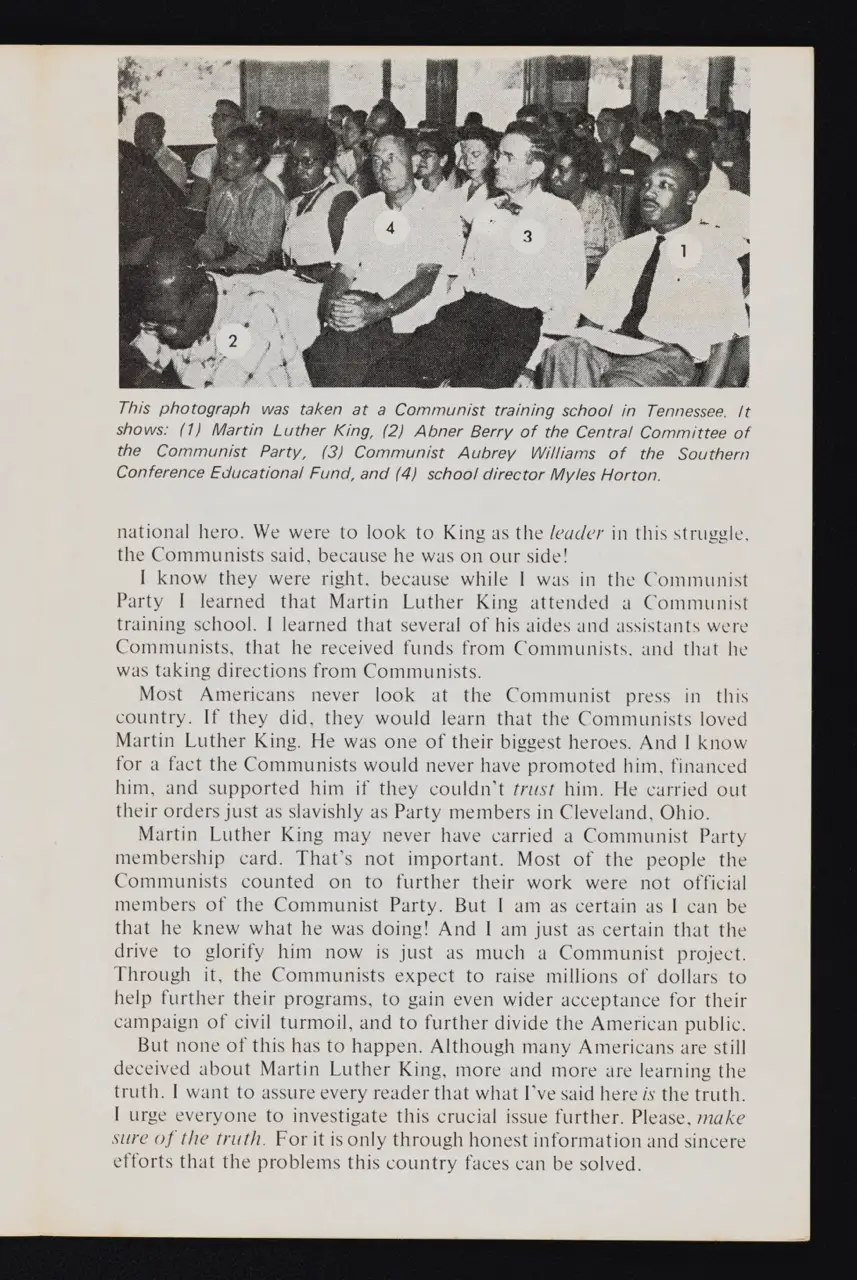 4
3
1
2
This photograph was taken at a Communist training school in Tennessee. It
shows: (1) Martin Luther King, (2) Abner Berry of the Central Committee of
the Communist Party, (3) Communist Aubrey Williams of the Southern
Conference Educational Fund, and (4) school director Myles Horton.
national hero. We were to look to King as the leader in this struggle,
the Communists said, because he was on our side!
I know they were right, because while I was in the Communist
Party I learned that Martin Luther King attended a Communist
training school. I learned that several of his aides and assistants were
Communists, that he received funds from Communists, and that he
was taking directions from Communists.
Most Americans never look at the Communist press in this
country. If they did, they would learn that the Communists loved
Martin Luther King. He was one of their biggest heroes. And I know
for a fact the Communists would never have promoted him, financed
him, and supported him if they couldn't trust him. He carried out
their orders just as slavishly as Party members in Cleveland, Ohio.
Martin Luther King may never have carried a Communist Party
membership card. That's not important. Most of the people the
Communists counted on to further their work were not official
members of the Communist Party. But I am as certain as I can be
that he knew what he was doing! And I am just as certain that the
drive to glorify him now is just as much a Communist project.
Through it, the Communists expect to raise millions of dollars to
help further their programs, to gain even wider acceptance for their
campaign of civil turmoil, and to further divide the American public.
But none of this has to happen. Although many Americans are still
deceived about Martin Luther King, more and more are learning the
truth. I want to assure every reader that what I've said here is the truth.
I urge everyone to investigate this crucial issue further. Please, make
sure of the truth. For it is only through honest information and sincere
efforts that the problems this country faces can be solved.